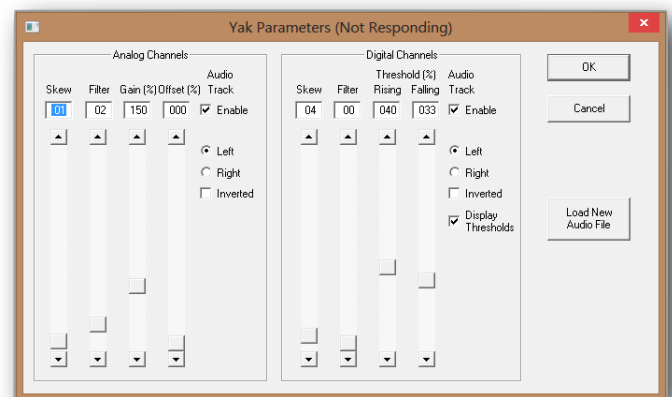 Yak Parameters (Not Responding)
Analog Channels
Skew Filter Gain (%) Offset (%) Audio Track
01 02 150 000 Enable
Left
Right
Inverted
Digital Channels
Threshold (%)
Skew Filter Rising Falling Audio Track
04 00 040 033 Enable
Left
Right
Inverted
Display
Thresholds
OK
Cancel
Load New
Audio File